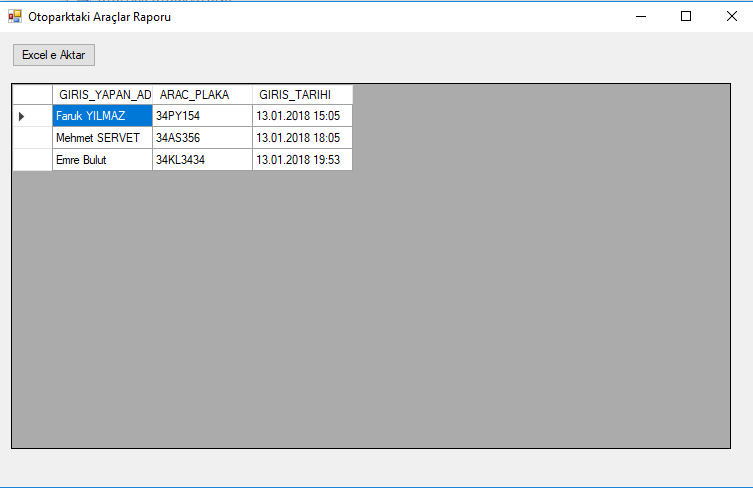 Otoparktaki Araçlar Raporu
Excel e Aktar
GIRIS_YAPAN_AD ARAC_PLAKA GIRIS_TARIHI
Faruk YILMAZ 34PY154 13.01.2018 15:05
Mehmet SERVET 34AS356 13.01.2018 18:05
Emre Bulut 34KL3434 13.01.2018 19:53